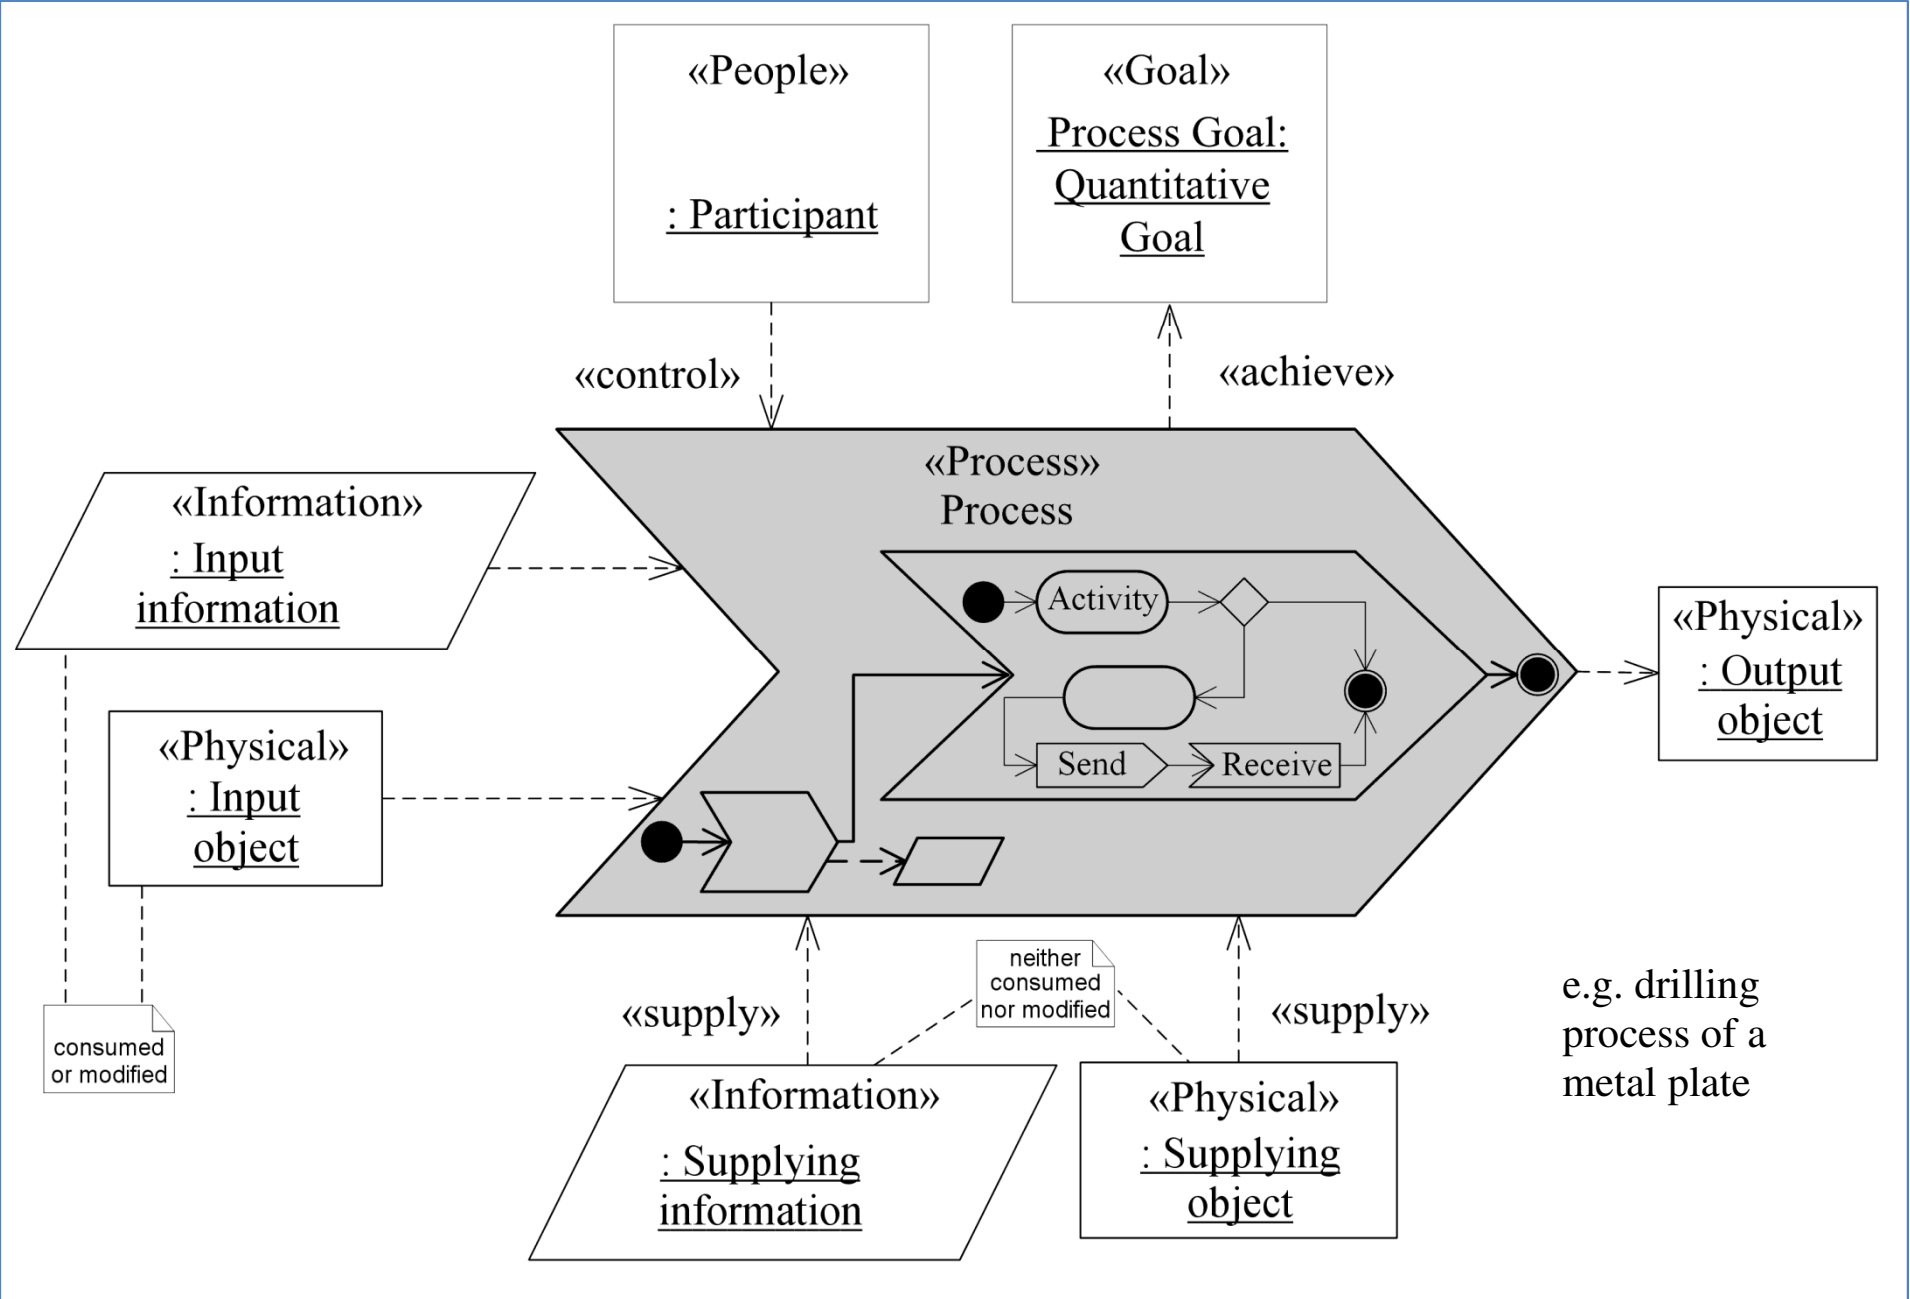 «People»
: Participant
«Goal»
Process Goal:
Quantitative
Goal
«control»
«achieve»
«Process»
Process
«Information»
: Input
information
Activity
«Physical»
: Output
object
«Physical»
: Input
object
Send
Receive
consumed
or modified
neither
consumed
nor modified
«supply»
«supply»
e.g. drilling
process of a
metal plate
«Information»
: Supplying
information
«Physical»
: Supplying
object